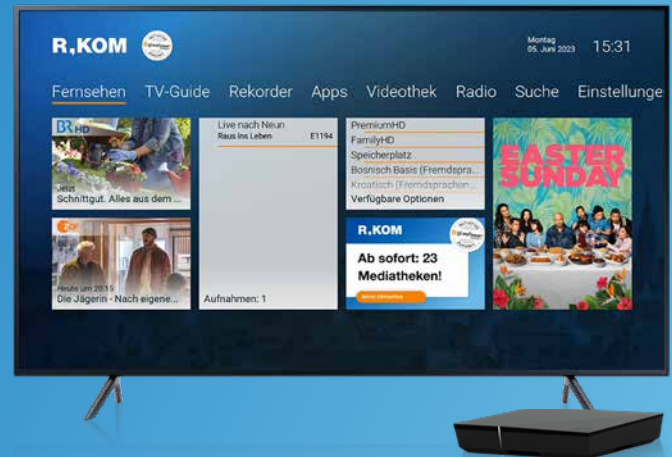 R,KOM
Montag
05. Juni 2023
15:31
Fernsehen TV-Guide Rekorder Apps Videothek Radio Suche Einstellunge
BR HD
Jetzt
Schnittgut. Alles aus dem ...
ZDF
Heute um 20:15
Die Jägerin - Nach eigene...
Live nach Neun
Raus ins Leben E1194
Aufnahmen: 1
PremiumHD
FamilyHD
Speicherplatz
Bosnisch Basis (Fremdspra...
Kroatisch (Fremdsprachen...
Verfügbare Optionen
R,KOM
Ab sofort: 23
Mediatheken!
EASTER
SUNDAY